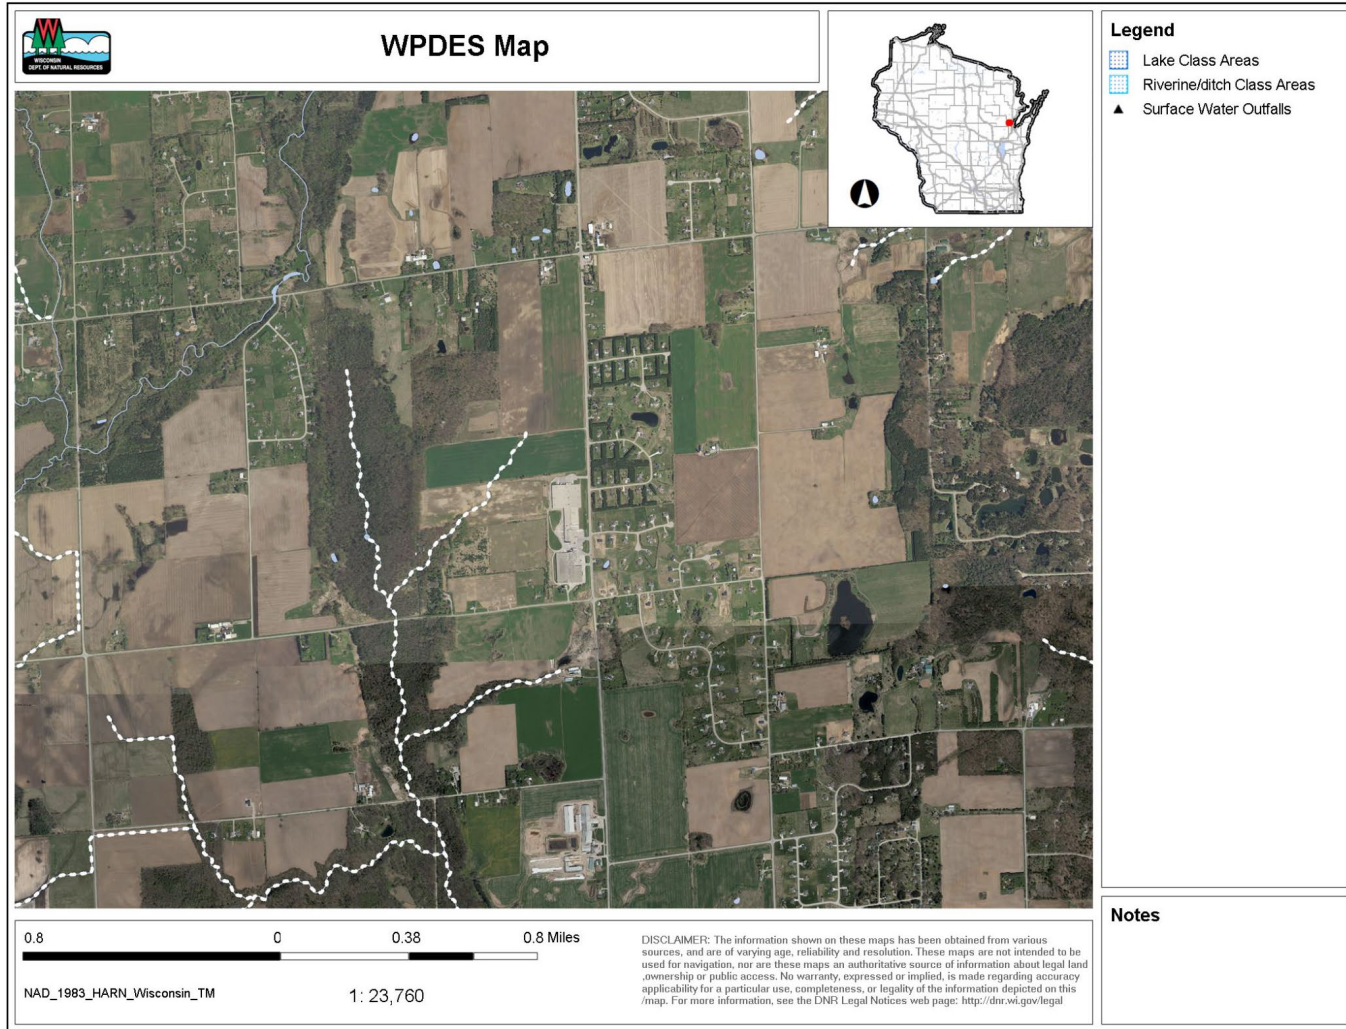 WISCONSIN
DEPT. OF NATURAL RESOURCES
WPDES Map
Legend
Lake Class Areas
Riverine/ditch Class Areas
Surface Water Outfalls
0.8 0 0.38 0.8 Miles
NAD_1983_HARN_Wisconsin_TM
1: 23,760
DISCLAIMER: The information shown on these maps has been obtained from various
sources, and are of varying age, reliability and resolution. These maps are not intended to be
used for navigation, nor are these maps an authoritative source of information about legal land
,ownership or public access. No warranty, expressed or implied, is made regarding accuracy
applicability for a particular use, completeness, or legality of the information depicted on this
/map. For more information, see the DNR Legal Notices web page: http://dnr.wi.gov/legal
Notes